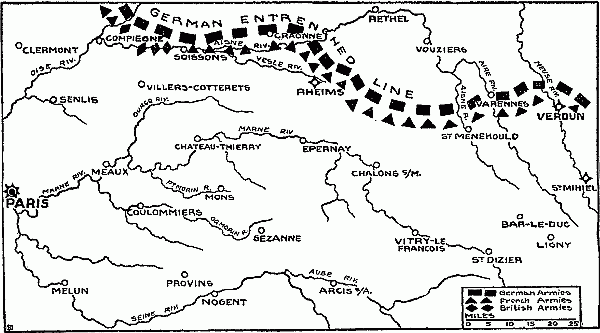 GERMAN ENTRENCHED LINE
RETHEL
CLERMONT
COMPIEGNE
AISNE RIV.
CRAONNE
SOISSONS
VOUZIERS
OISE RIV.
VESLE RIV.
AIRE RIV.
MEUSE RIV.
VILLERS-COTTERETS
RHEIMS
SENLIS
OURCQ RIV.
AISNE R.
VARENNES
VERDUN
MARNE RIV.
ST MENEHOULD
CHATEAU-THIERRY
EPERNAY
MEAUX
CHALONS S/M.
MARNE RIV.
PT MORIN R.
MONS
ST MIHIEL
PARIS
COULOMMIERS
GD MORIN R.
SEZANNE
BAR-LE-DUC
VITRY-LE FRANCOIS
LIGNY
ST DIZIER
PROVINS
AUBE RIV.
MELUN
NOGENT
ARCIS S/A.
SEINE RIV.
German Armies
French Armies
British Armies
MILES
0 5 10 15 20 25